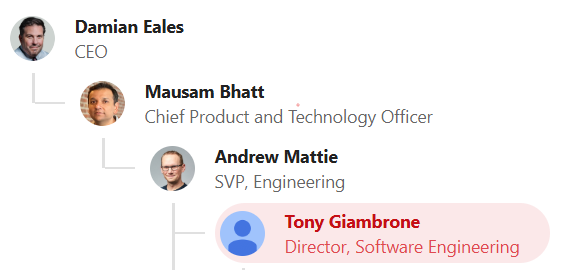 Damian Eales
CEO
Mausam Bhatt
Chief Product and Technology Officer
Andrew Mattie
SVP, Engineering
Tony Giambrone
Director, Software Engineering